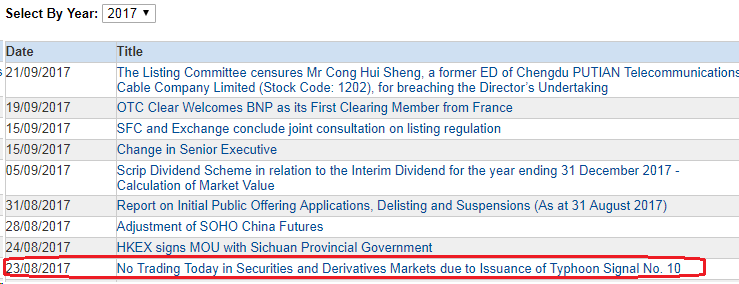 Select By Year: 2017
Date Title
21/09/2017 The Listing Committee censures Mr Cong Hui Sheng, a former ED of Chengdu PUTIAN Telecommunications
Cable Company Limited (Stock Code: 1202), for breaching the Director's Undertaking
19/09/2017 OTC Clear Welcomes BNP as its First Clearing Member from France
15/09/2017 SFC and Exchange conclude joint consultation on listing regulation
15/09/2017 Change in Senior Executive
05/09/2017 Scrip Dividend Scheme in relation to the Interim Dividend for the year ending 31 December 2017 -
Calculation of Market Value
31/08/2017 Report on Initial Public Offering Applications, Delisting and Suspensions (As at 31 August 2017)
28/08/2017 Adjustment of SOHO China Futures
24/08/2017 HKEX signs MOU with Sichuan Provincial Government
23/08/2017 No Trading Today in Securities and Derivatives Markets due to Issuance of Typhoon Signal No. 10